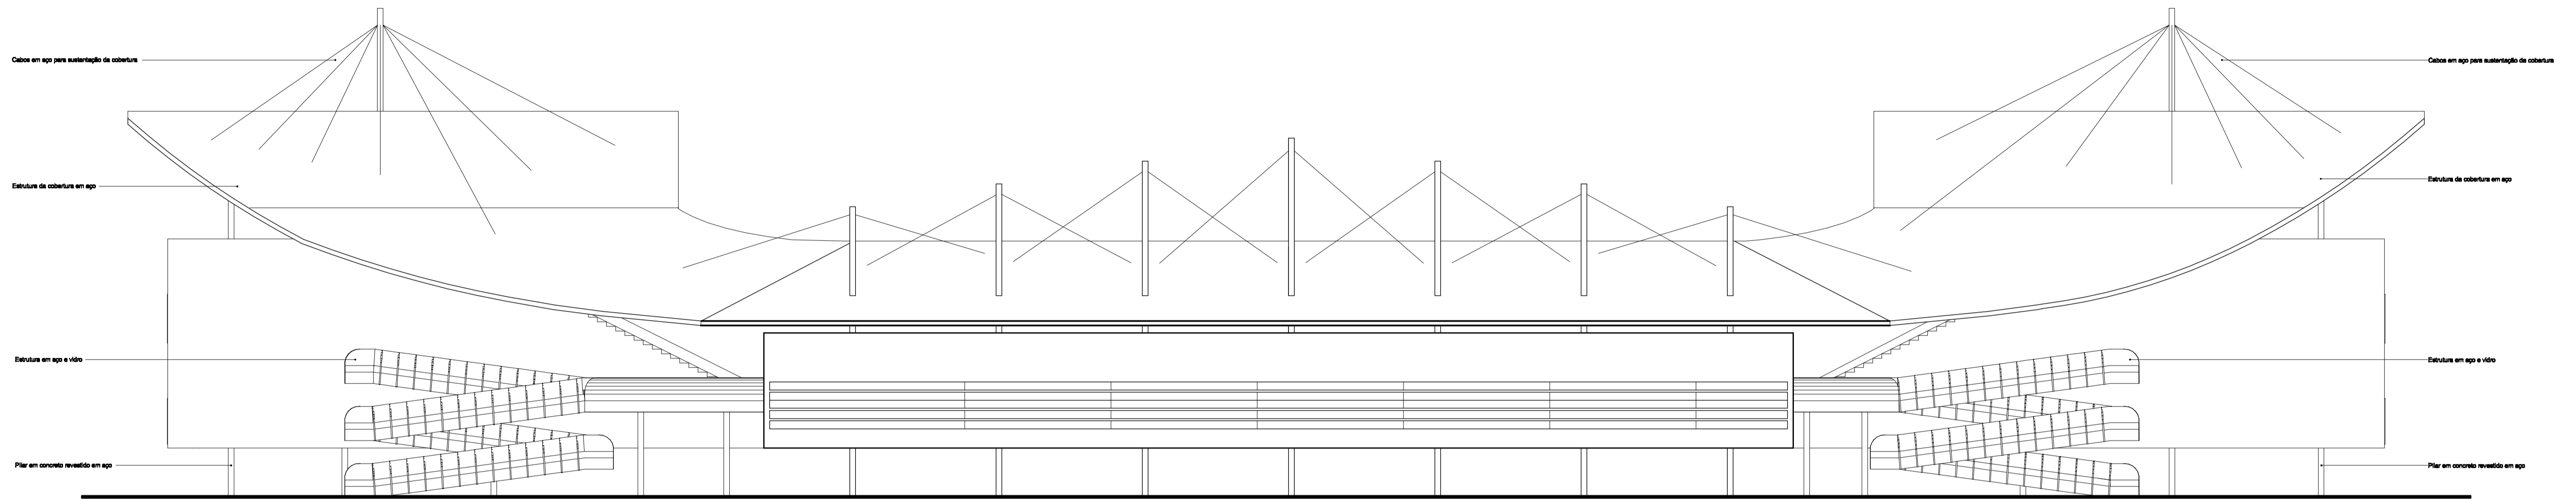 Cabos em aço para sustentação da cobertura
Cabos em aço para sustentação da cobertura
Estrutura da cobertura em aço
Estrutura da cobertura em aço
Estrutura em aço e vidro
Estrutura em aço e vidro
Pilar em concreto revestido em aço
Pilar em concreto revestido em aço